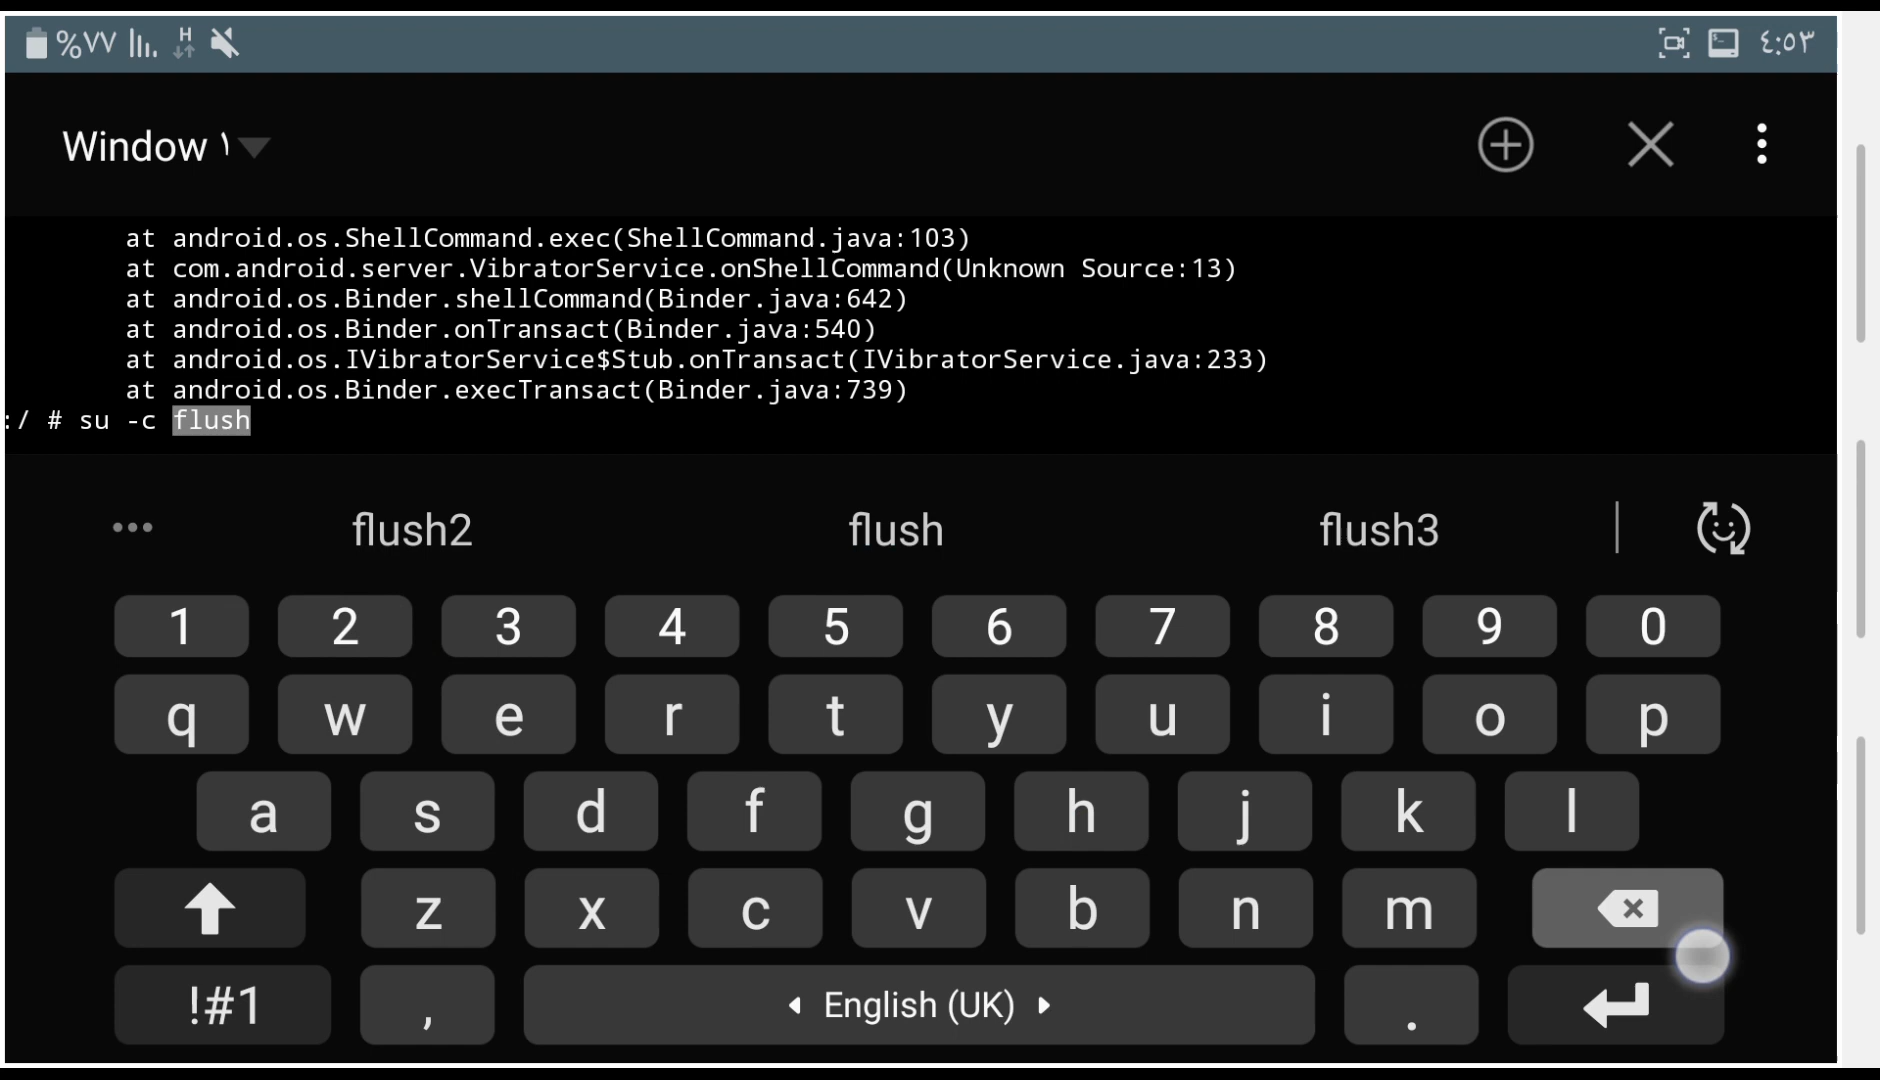 %٧٧ H ٤:٥٣
Window ١
at android.os.ShellCommand.exec(ShellCommand.java:103)
at com.android.server.VibratorService.onShellCommand(Unknown Source:13)
at android.os.Binder.shellCommand(Binder.java:642)
at android.os.Binder.onTransact(Binder.java:540)
at android.os.IVibratorService$Stub.onTransact(IVibratorService.java:233)
at android.os.Binder.execTransact(Binder.java:739)
:/ # su -c flush
flush2 flush flush3
1 2 3 4 5 6 7 8 9 0
q w e r t y u i o p
a s d f g h j k l
z x c v b n m
!#1 , English (UK) .